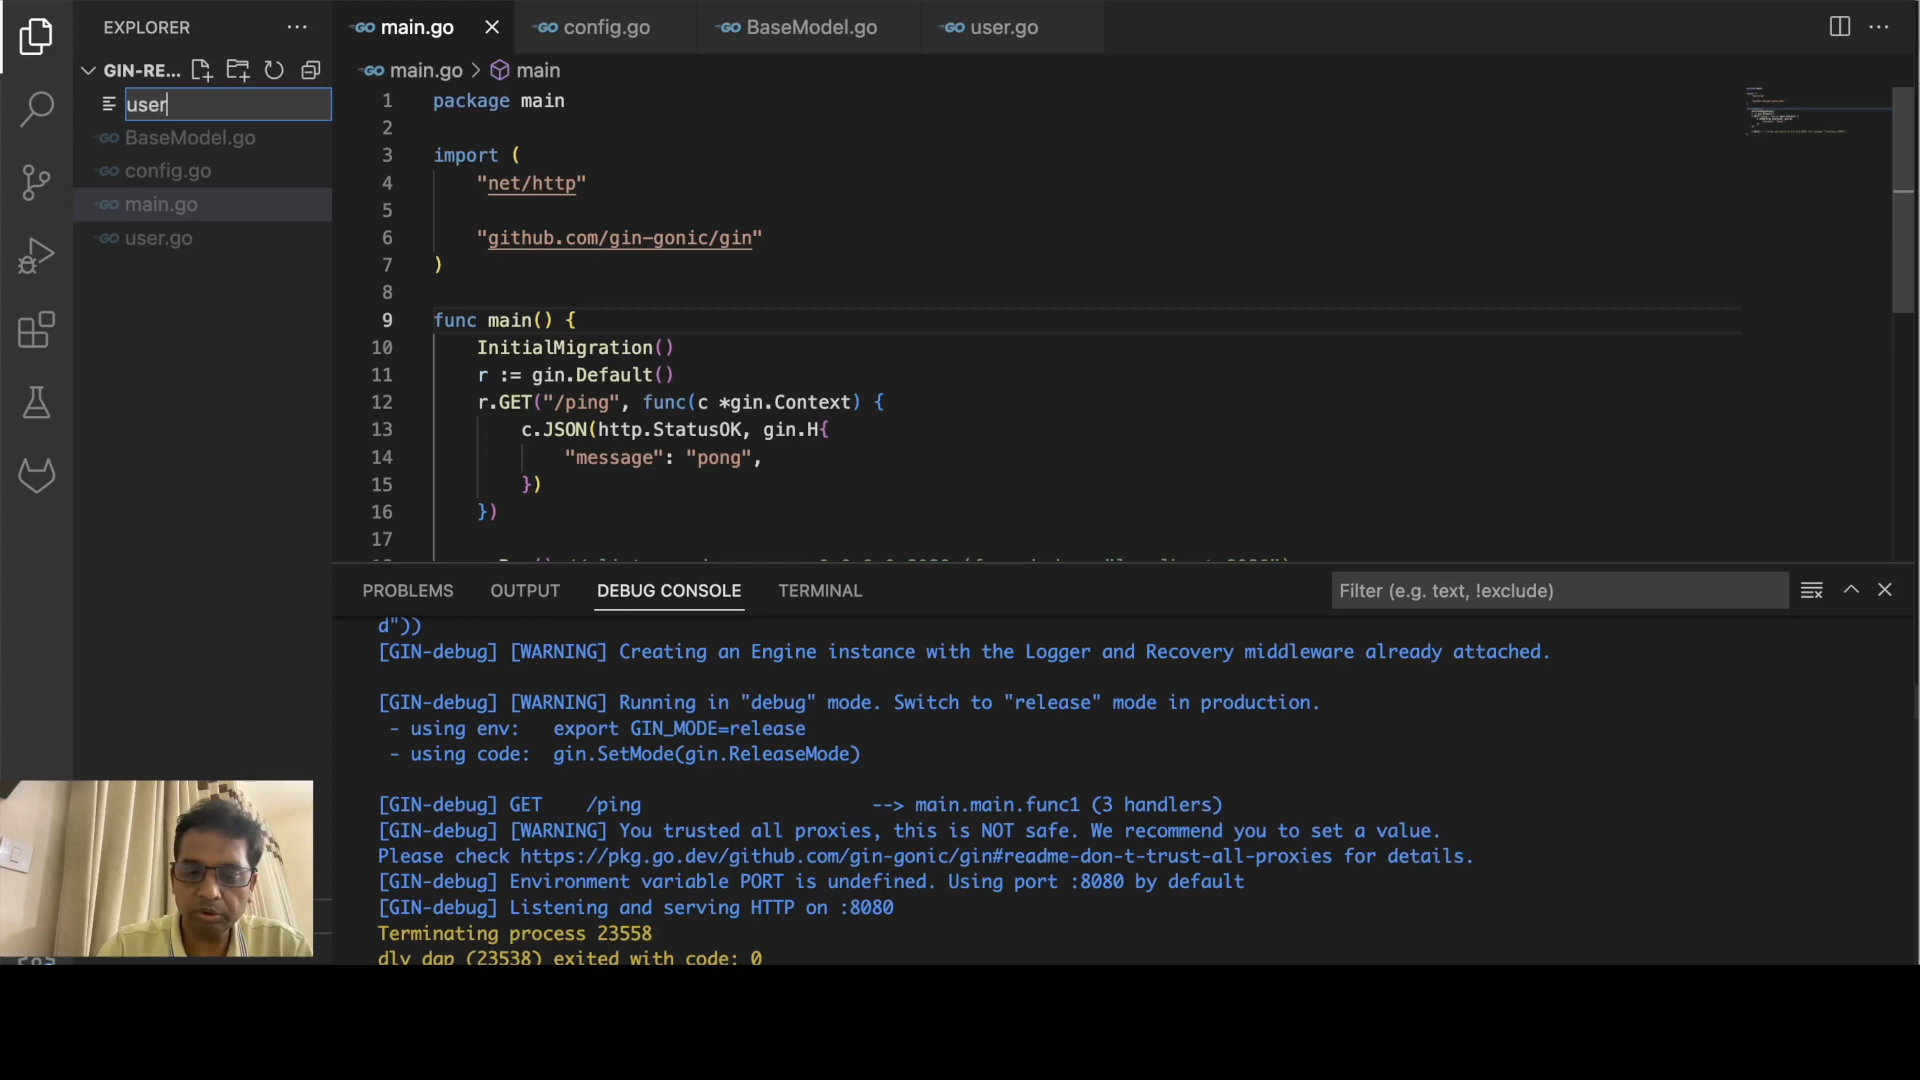 EXPLORER
GIN-RE...
user
BaseModel.go
config.go
main.go
user.go
main.go
config.go
BaseModel.go
user.go
main.go > main
1 package main
2
3 import (
4 "net/http"
5
6 "github.com/gin-gonic/gin"
7 )
8
9 func main() {
10 InitialMigration()
11 r := gin.Default()
12 r.GET("/ping", func(c *gin.Context) {
13 c.JSON(http.StatusOK, gin.H{
14 "message": "pong",
15 })
16 })
17
PROBLEMS OUTPUT DEBUG CONSOLE TERMINAL
Filter (e.g. text, !exclude)
d"))
[GIN-debug] [WARNING] Creating an Engine instance with the Logger and Recovery middleware already attached.
[GIN-debug] [WARNING] Running in "debug" mode. Switch to "release" mode in production.
- using env: export GIN_MODE=release
- using code: gin.SetMode(gin.ReleaseMode)
[GIN-debug] GET /ping --> main.main.func1 (3 handlers)
[GIN-debug] [WARNING] You trusted all proxies, this is NOT safe. We recommend you to set a value.
Please check https://pkg.go.dev/github.com/gin-gonic/gin#readme-don-t-trust-all-proxies for details.
[GIN-debug] Environment variable PORT is undefined. Using port :8080 by default
[GIN-debug] Listening and serving HTTP on :8080
Terminating process 23558
dlv dap (23538) exited with code: 0